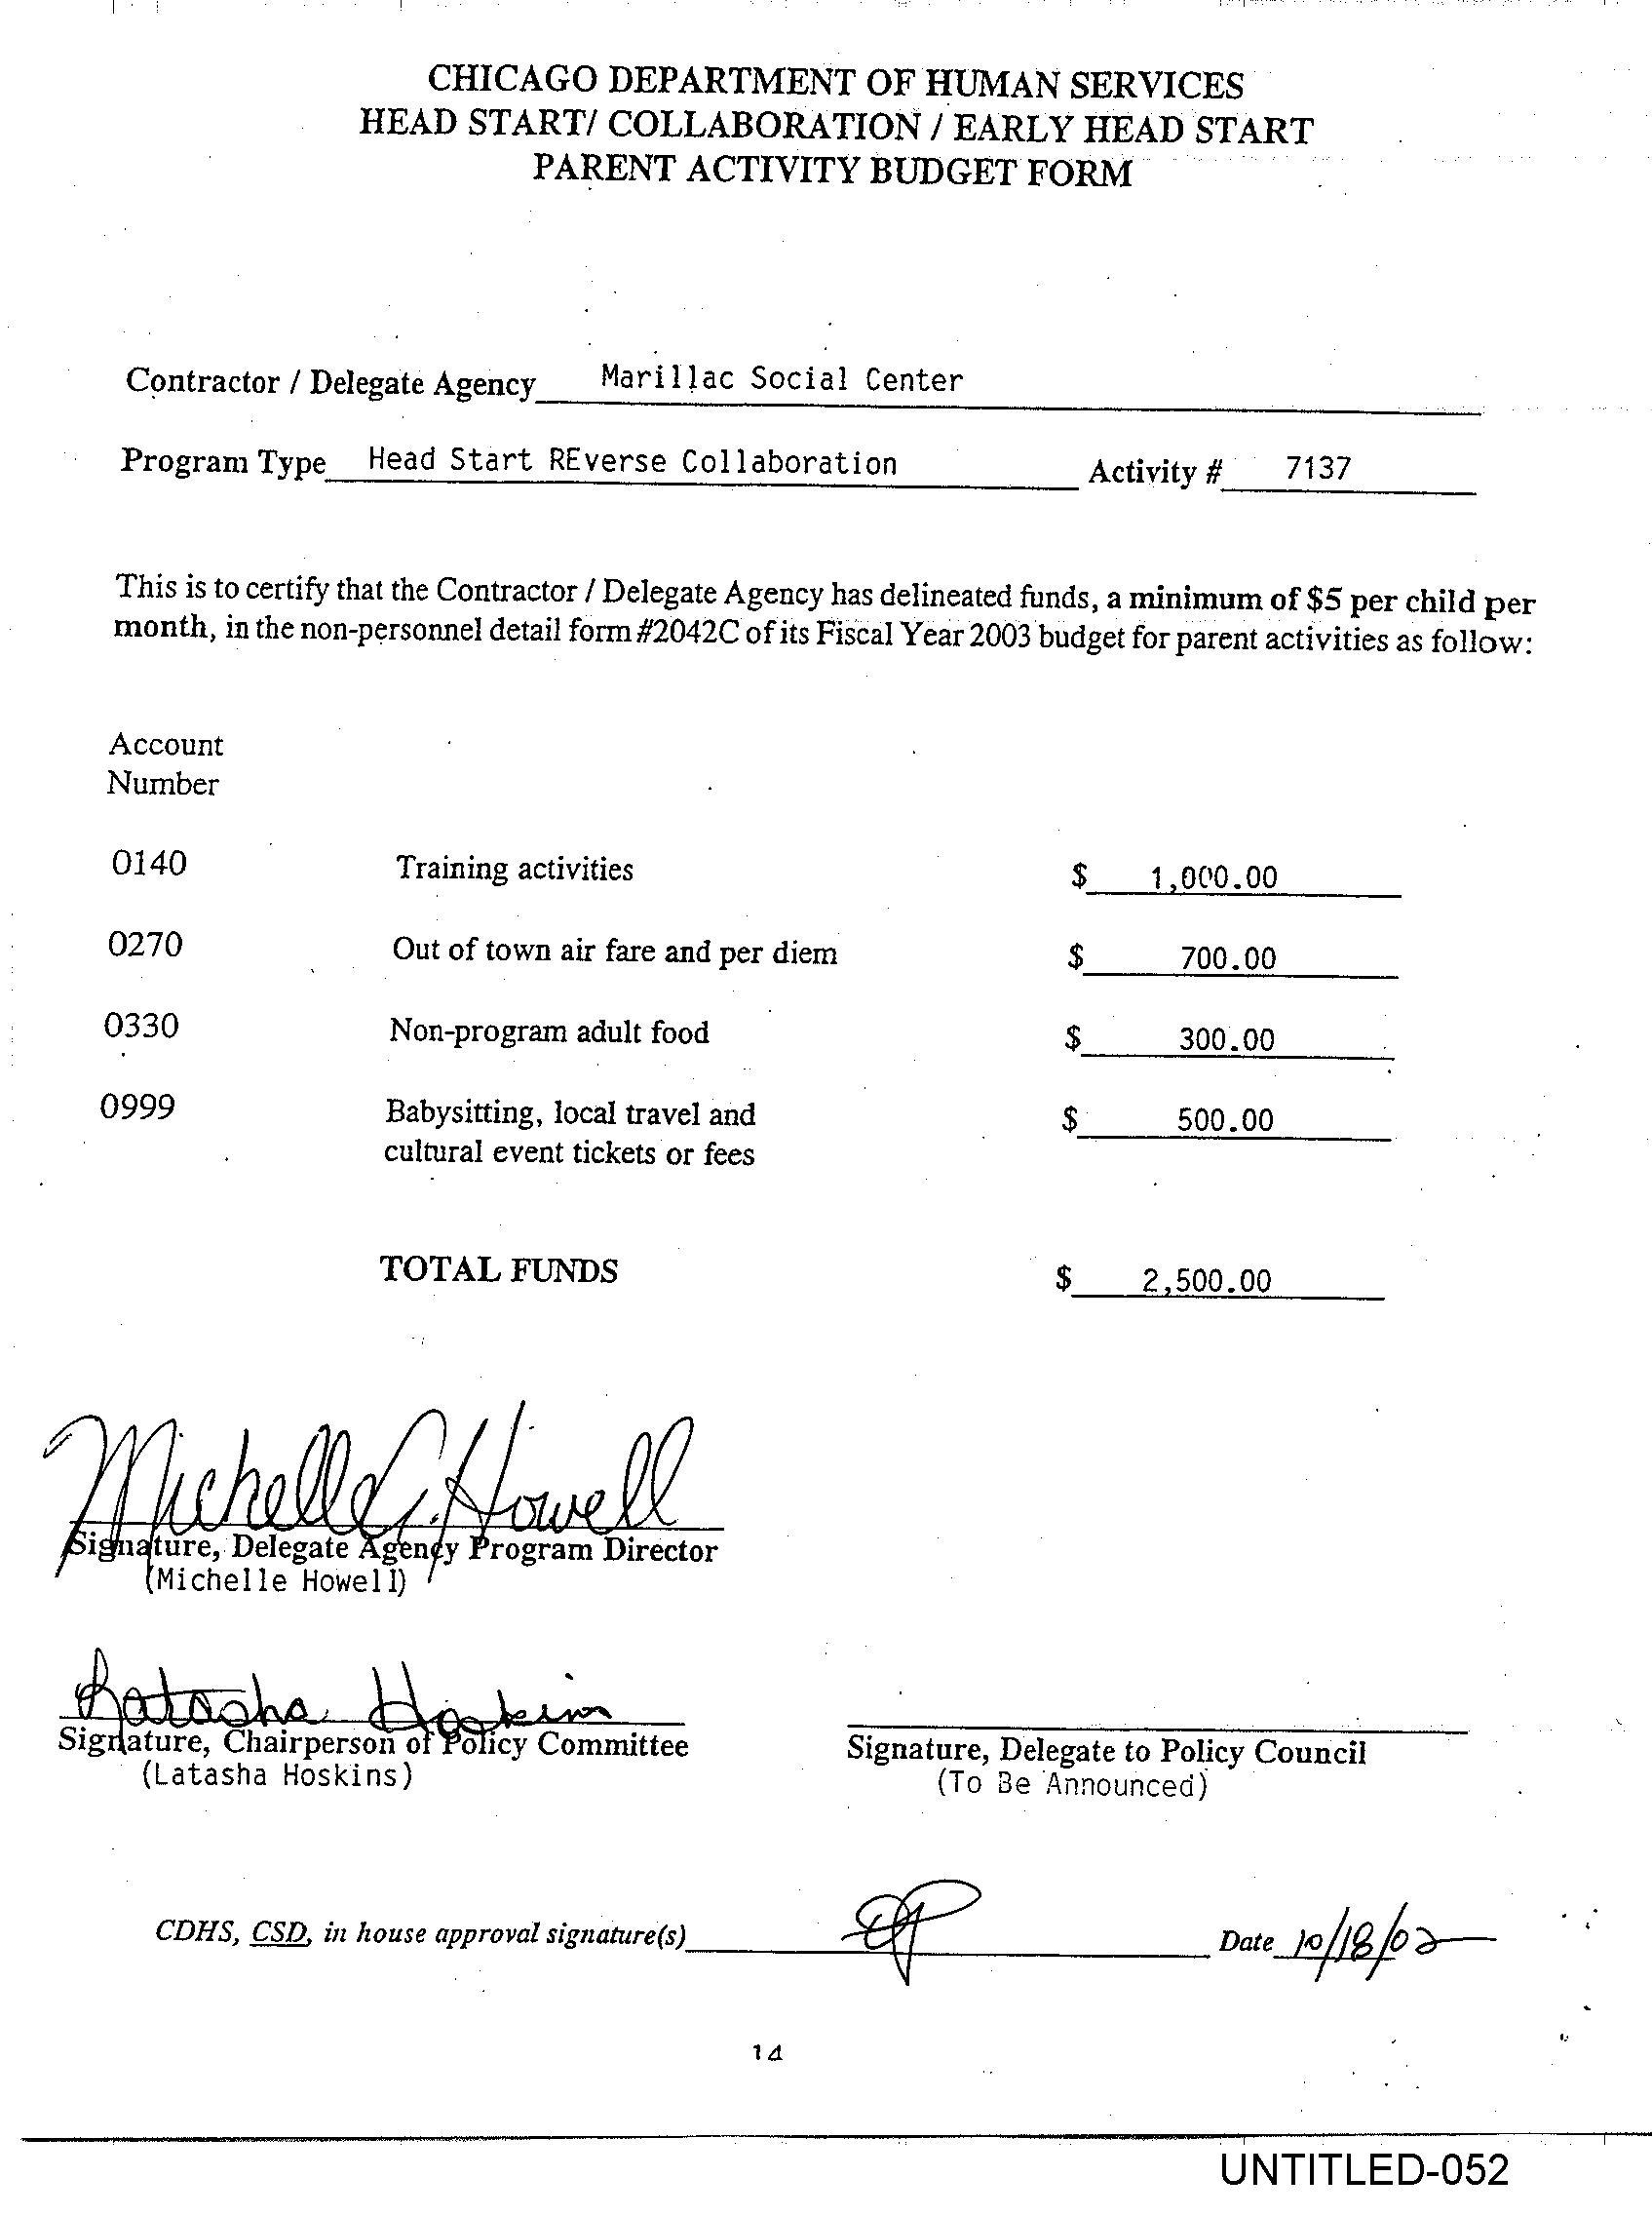 CHICAGO DEPARTMENT OF HUMAN SERVICES
HEAD START/ COLLABORATION / EARLY HEAD START
PARENT ACTIVITY BUDGET FORM
Contractor / Delegate Agency Marillac Social Center
Program Type Head Start REverse Collaboration Activity # 7137
This is to certify that the Contractor / Delegate Agency has delineated funds, a minimum of $5 per child per
month, in the non-personnel detail form #2042C of its Fiscal Year 2003 budget for parent activities as follow:
Account
Number
0140 Training activities $ 1,000.00
0270 Out of town air fare and per diem $ 700.00
0330 Non-program adult food $ 300.00
0999 Babysitting, local travel and $ 500.00
cultural event tickets or fees
TOTAL FUNDS $ 2,500.00
Michelle C. Howell
Signature, Delegate Agency Program Director
(Michelle Howell)
Latasha Hoskins
Signature, Chairperson of Policy Committee Signature, Delegate to Policy Council
(Latasha Hoskins) (To Be Announced)
CDHS, CSD, in house approval signature(s) Date 10/18/02
14
UNTITLED-052